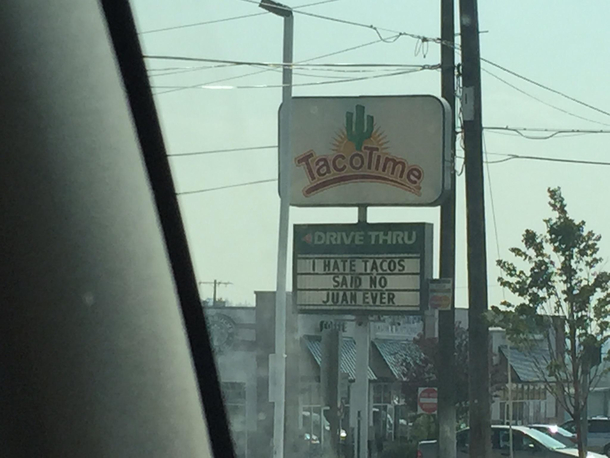 TacoTime
DRIVE THRU
I HATE TACOS
SAID NO
JUAN EVER